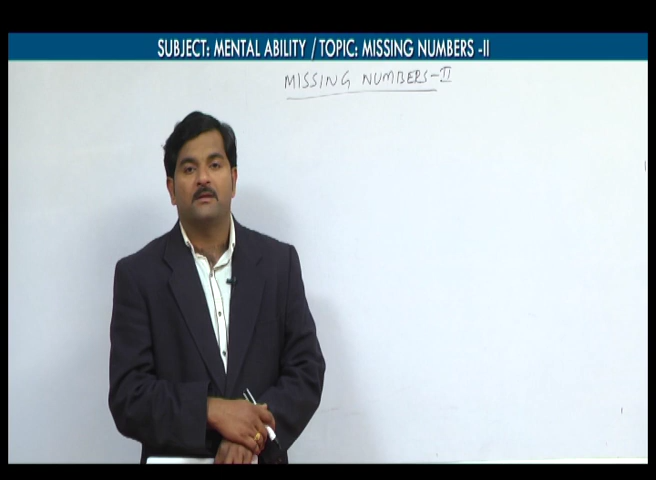 SUBJECT: MENTAL ABILITY / TOPIC: MISSING NUMBERS -II
MISSING NUMBERS-II